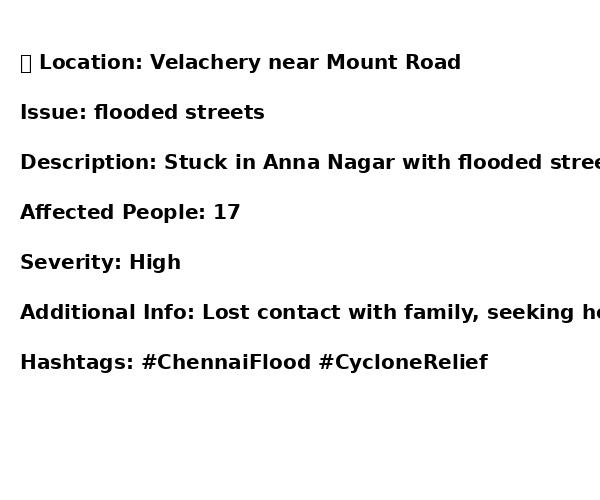 Location: Velachery near Mount Road
Issue: flooded streets
Description: Stuck in Anna Nagar with flooded
Affected People: 17
Severity: High
Additional Info: Lost contact with family, seeking
Hashtags: #ChennaiFlood #CycloneRelief